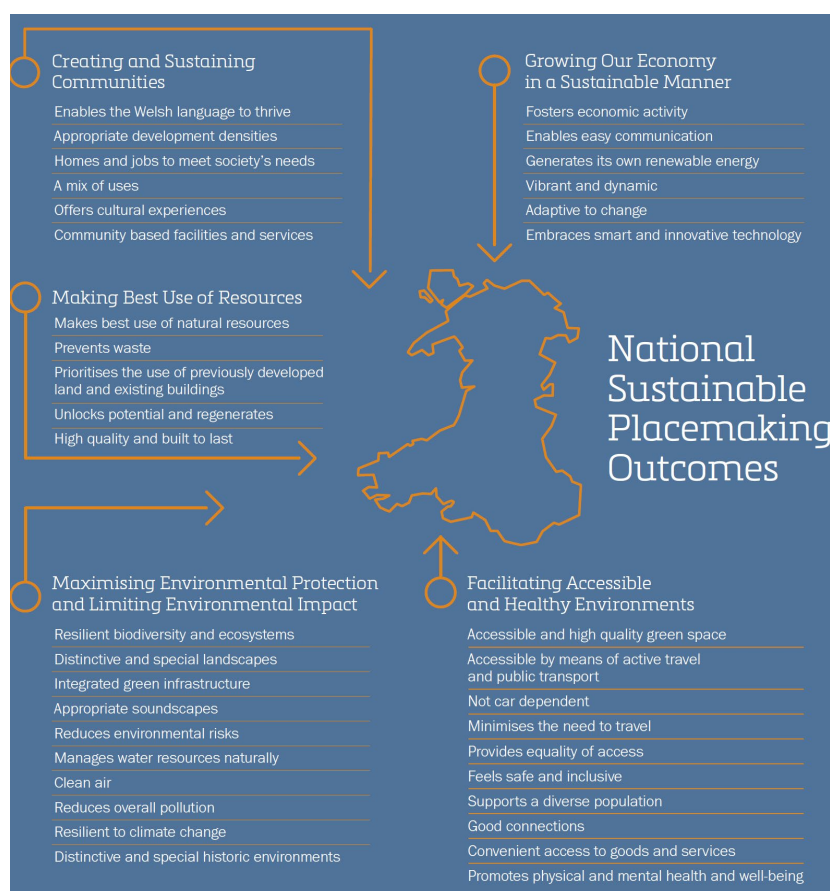 Creating and Sustaining
Communities
Enables the Welsh language to thrive
Appropriate development densities
Homes and jobs to meet society's needs
A mix of uses
Offers cultural experiences
Community based facilities and services
Growing Our Economy
in a Sustainable Manner
Fosters economic activity
Enables easy communication
Generates its own renewable energy
Vibrant and dynamic
Adaptive to change
Embraces smart and innovative technology
Making Best Use of Resources
Makes best use of natural resources
Prevents waste
Prioritises the use of previously developed
land and existing buildings
Unlocks potential and regenerates
High quality and built to last
National
Sustainable
Placemaking
Outcomes
Maximising Environmental Protection
and Limiting Environmental Impact
Resilient biodiversity and ecosystems
Distinctive and special landscapes
Integrated green infrastructure
Appropriate soundscapes
Reduces environmental risks
Manages water resources naturally
Clean air
Reduces overall pollution
Resilient to climate change
Distinctive and special historic environments
Facilitating Accessible
and Healthy Environments
Accessible and high quality green space
Accessible by means of active travel
and public transport
Not car dependent
Minimises the need to travel
Provides equality of access
Feels safe and inclusive
Supports a diverse population
Good connections
Convenient access to goods and services
Promotes physical and mental health and well-being